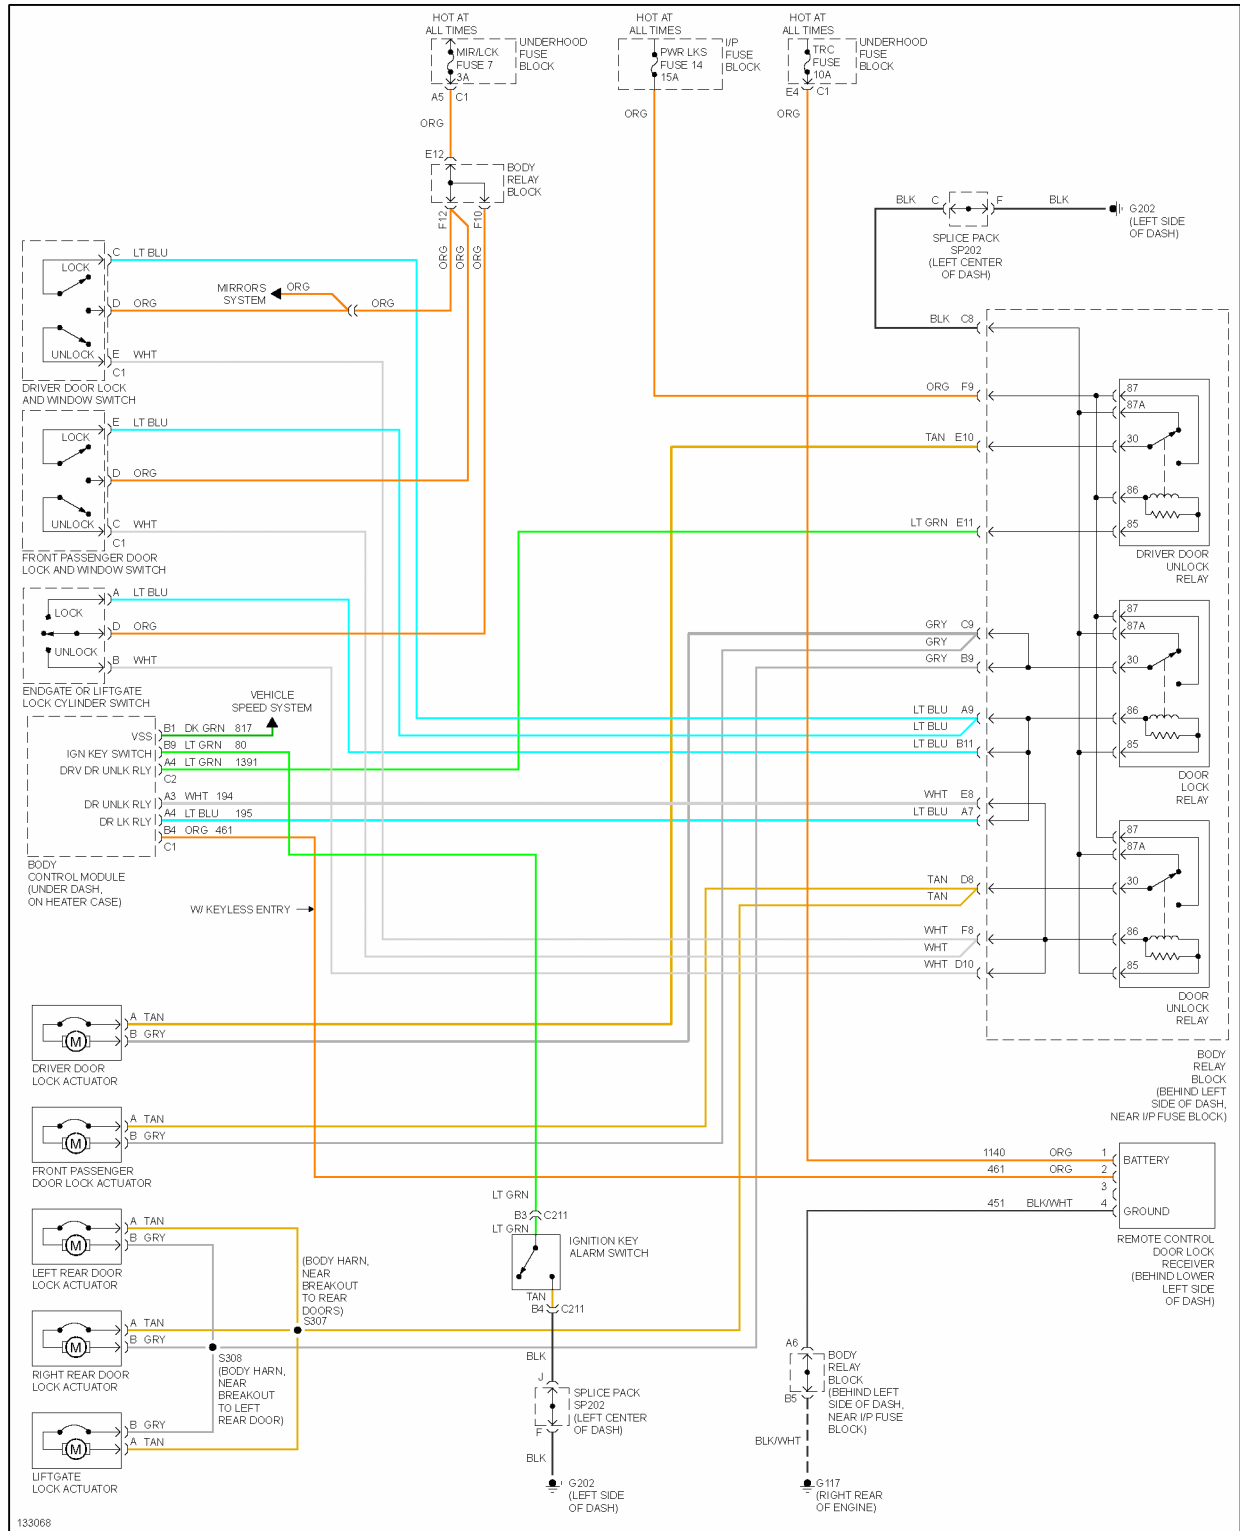 HOT AT
ALL TIMES
MIR/LCK
FUSE 7
3A
UNDERHOOD
FUSE
BLOCK
A5 C1
ORG
E12
BODY
RELAY
BLOCK
F12
F10
ORG
ORG
ORG
HOT AT
ALL TIMES
PWR LKS
FUSE 14
15A
I/P
FUSE
BLOCK
ORG
HOT AT
ALL TIMES
TRC
FUSE
10A
UNDERHOOD
FUSE
BLOCK
E4 C1
ORG
BLK C
F BLK
G202
(LEFT SIDE
OF DASH)
SPLICE PACK
SP202
(LEFT CENTER
OF DASH)
C LT BLU
LOCK
MIRRORS
SYSTEM
ORG
D ORG
ORG
UNLOCK
E WHT
C1
DRIVER DOOR LOCK
AND WINDOW SWITCH
E LT BLU
LOCK
D ORG
UNLOCK
C WHT
C1
FRONT PASSENGER DOOR
LOCK AND WINDOW SWITCH
A LT BLU
LOCK
D ORG
UNLOCK
B WHT
ENDGATE OR LIFTGATE
LOCK CYLINDER SWITCH
VEHICLE
SPEED SYSTEM
VSS B1 DK GRN 817
IGN KEY SWITCH B9 LT GRN 80
DRV DR UNLK RLY A4 LT GRN 1391
C2
DR UNLK RLY A3 WHT 194
DR LK RLY A4 LT BLU 195
B4 ORG 461
C1
BODY
CONTROL MODULE
(UNDER DASH,
ON HEATER CASE)
W/ KEYLESS ENTRY
BLK C8
ORG F9
TAN E10
LT GRN E11
GRY C9
GRY
GRY B9
LT BLU A9
LT BLU
LT BLU B11
WHT E8
LT BLU A7
TAN D8
TAN
WHT F8
WHT
WHT D10
87
87A
30
86
85
DRIVER DOOR
UNLOCK
RELAY
87
87A
30
86
85
DOOR
LOCK
RELAY
87
87A
30
86
85
DOOR
UNLOCK
RELAY
BODY
RELAY
BLOCK
(BEHIND LEFT
SIDE OF DASH,
NEAR I/P FUSE BLOCK)
A TAN
B GRY
M
DRIVER DOOR
LOCK ACTUATOR
A TAN
B GRY
M
FRONT PASSENGER
DOOR LOCK ACTUATOR
A TAN
B GRY
M
LEFT REAR DOOR
LOCK ACTUATOR
A TAN
B GRY
M
RIGHT REAR DOOR
LOCK ACTUATOR
B GRY
A TAN
M
LIFTGATE
LOCK ACTUATOR
(BODY HARN,
NEAR
BREAKOUT
TO REAR
DOORS)
S307
S308
(BODY HARN,
NEAR
BREAKOUT
TO LEFT
REAR DOOR)
LT GRN
B3 C211
LT GRN
IGNITION KEY
ALARM SWITCH
TAN
B4 C211
BLK
J
SPLICE PACK
SP202
(LEFT CENTER
OF DASH)
F
BLK
G202
(LEFT SIDE
OF DASH)
1140 ORG 1 BATTERY
461 ORG 2
3
451 BLK/WHT 4 GROUND
REMOTE CONTROL
DOOR LOCK
RECEIVER
(BEHIND LOWER
LEFT SIDE
OF DASH)
A6
BODY
RELAY
BLOCK
(BEHIND LEFT
SIDE OF DASH,
NEAR I/P FUSE
BLOCK)
B5
BLK/WHT
G117
(RIGHT REAR
OF ENGINE)
133068